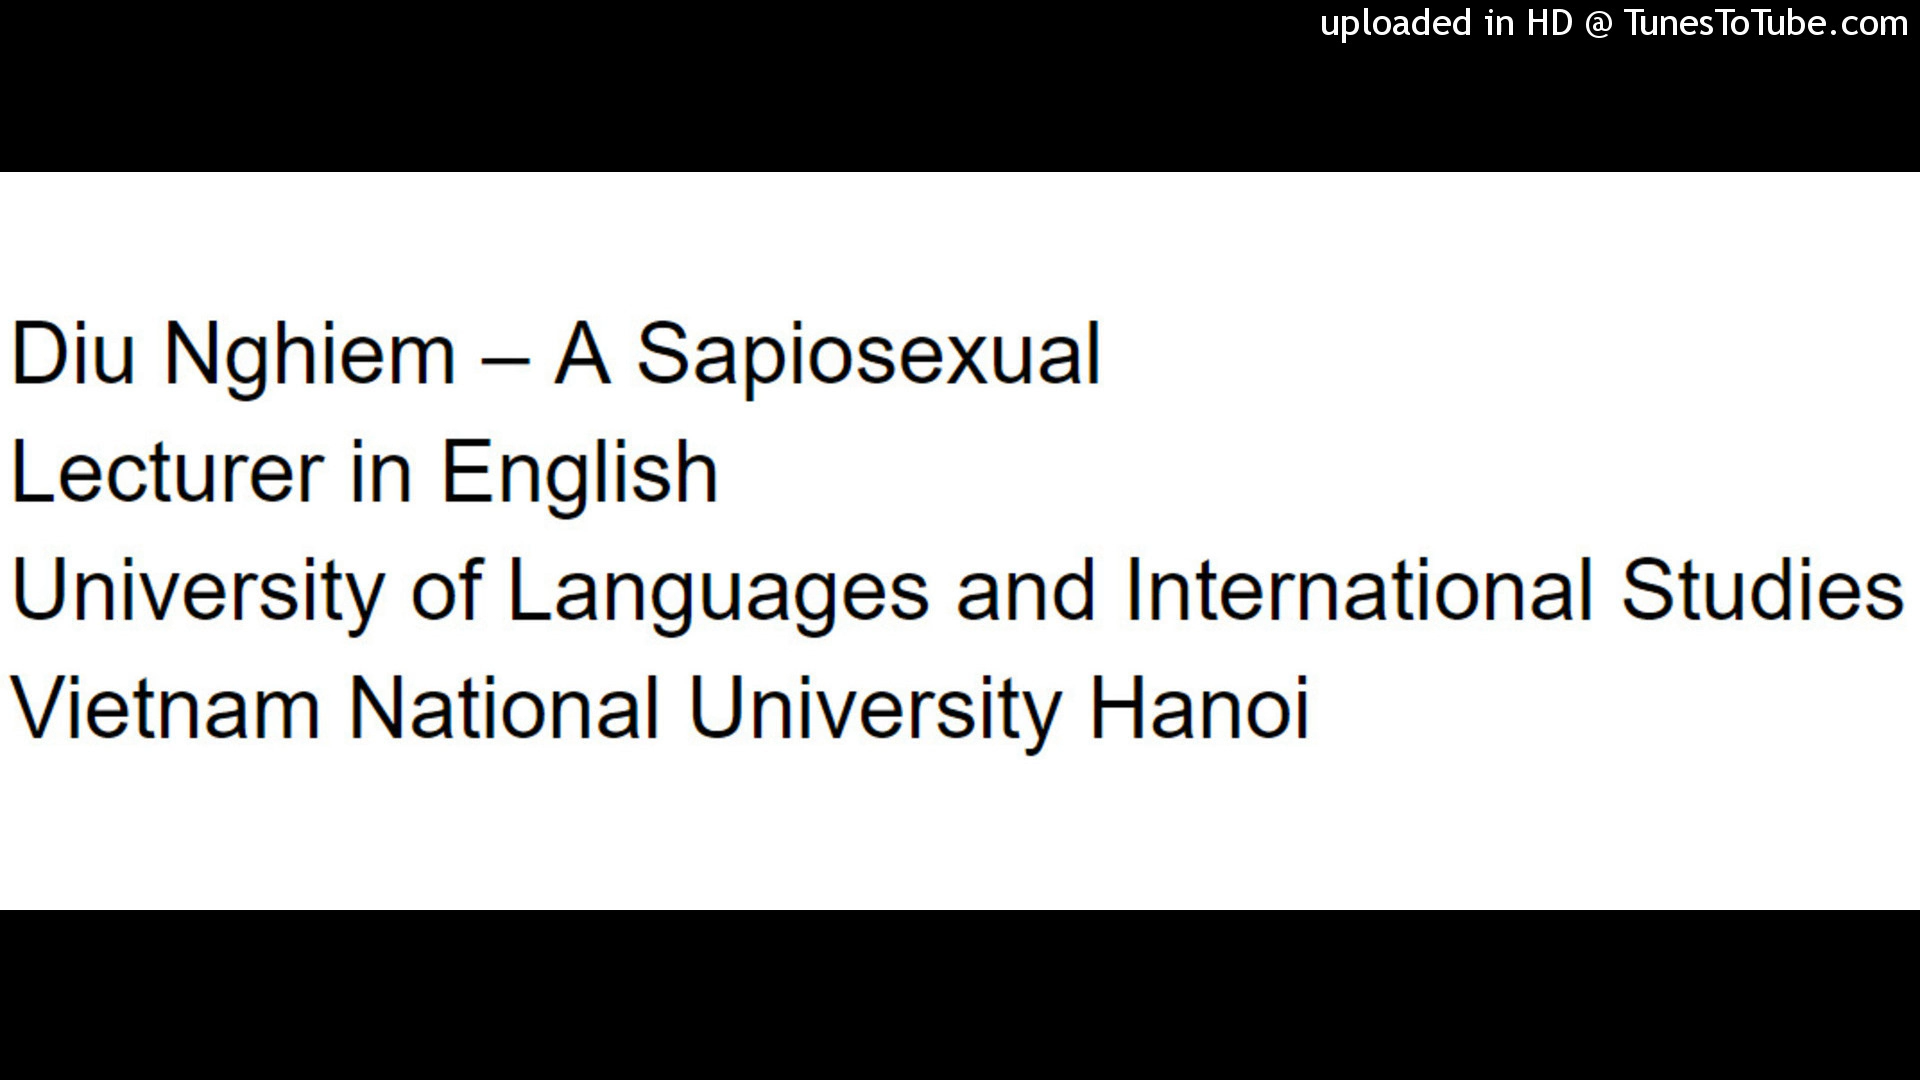 uploaded in HD @ TunesToTube.com
Diu Nghiem – A Sapiosexual
Lecturer in English
University of Languages and International Studies
Vietnam National University Hanoi